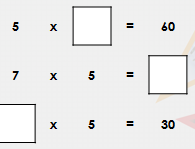 5 x = 60
7 x 5 =
x 5 = 30